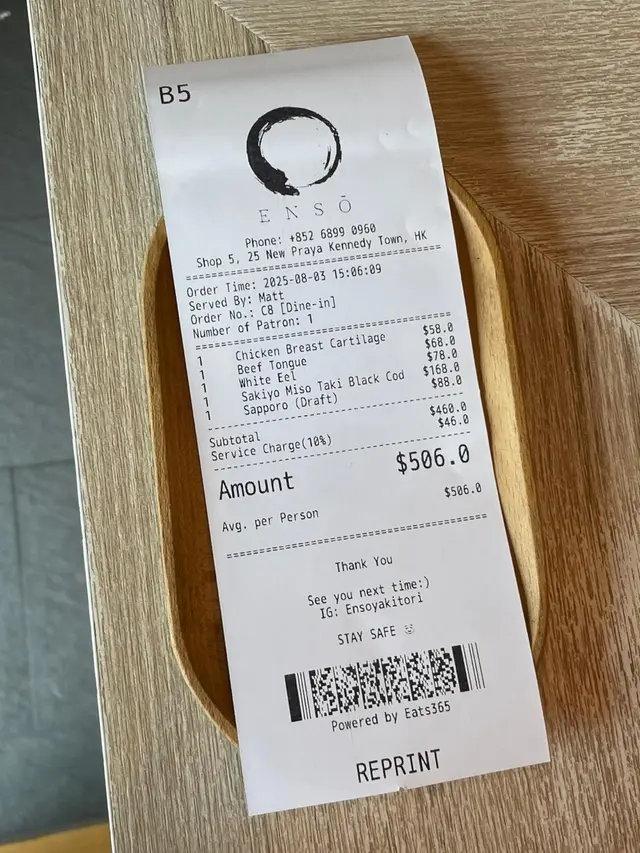 B5
ENSŌ
Phone: +852 6899 0960
Shop 5, 25 New Praya Kennedy Town, HK
Order Time: 2025-08-03 15:06:09
Served By: Matt
Order No.: C8 [Dine-in]
Number of Patron: 1
1 Chicken Breast Cartilage $58.0
1 Beef Tongue $68.0
1 White Eel $78.0
1 Sakiyo Miso Taki Black Cod $168.0
1 Sapporo (Draft) $88.0
Subtotal $460.0
Service Charge(10%) $46.0
Amount $506.0
Avg. per Person $506.0
Thank You
See you next time:)
IG: Ensoyakitori
STAY SAFE
Powered by Eats365
REPRINT